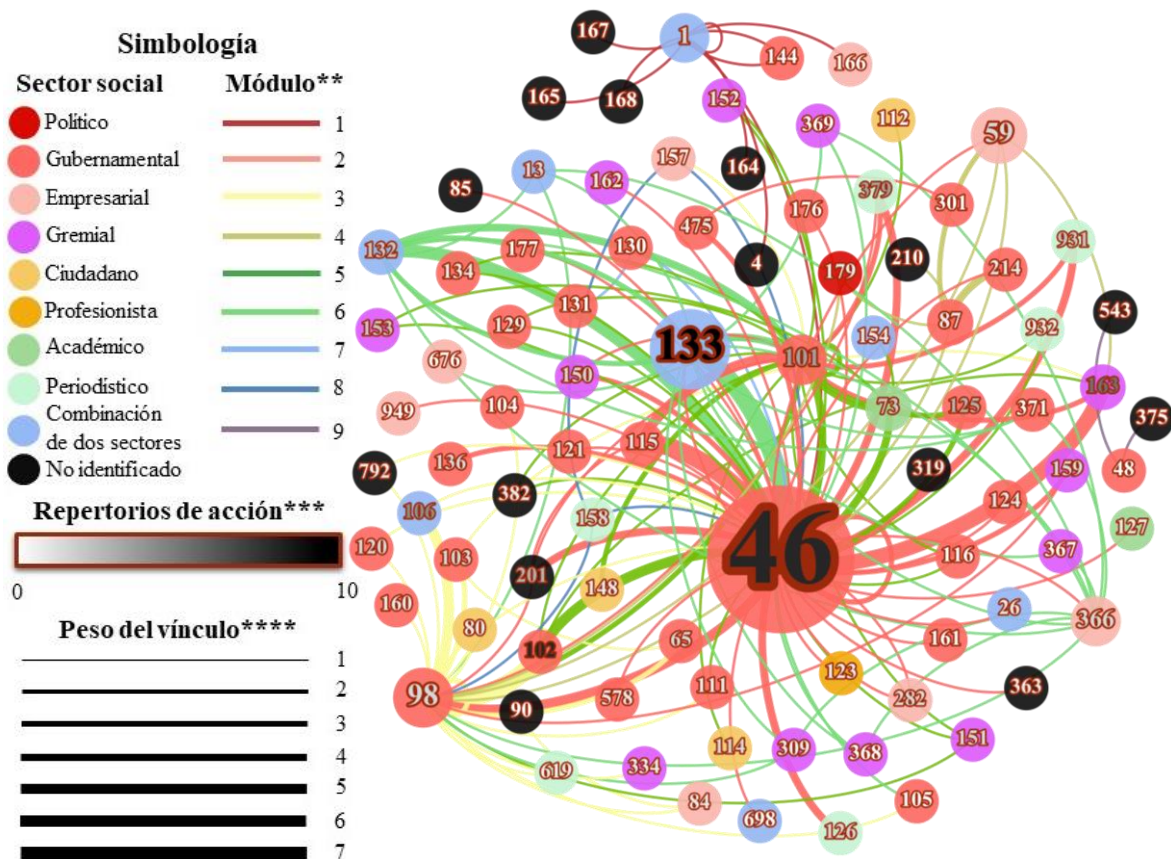 Simbología
Sector social Módulo**
Político 1
Gubernamental 2
Empresarial 3
Gremial 4
Ciudadano 5
Profesionista 6
Académico 7
Periodístico 8
Combinación
de dos sectores 9
No identificado
Repertorios de acción***
0 10
Peso del vínculo****
1
2
3
4
5
6
7
167 1 144 166
165 168 152 369 112 59
13 162 157 164 379 301 931
85 475 176
132 177 130 4 179 210 214
134 131 87 932 543
153 129 133 154
676 150 101 163
949 104 73 125 371 375
136 121 115 319 159 48
792 382 46 124
106 158 127
120 103 116 367
201 148
160 80 26 366
102 65 161
98 123 363
90 578 111 282
114 309 368 151
619 334
84 698 126 105